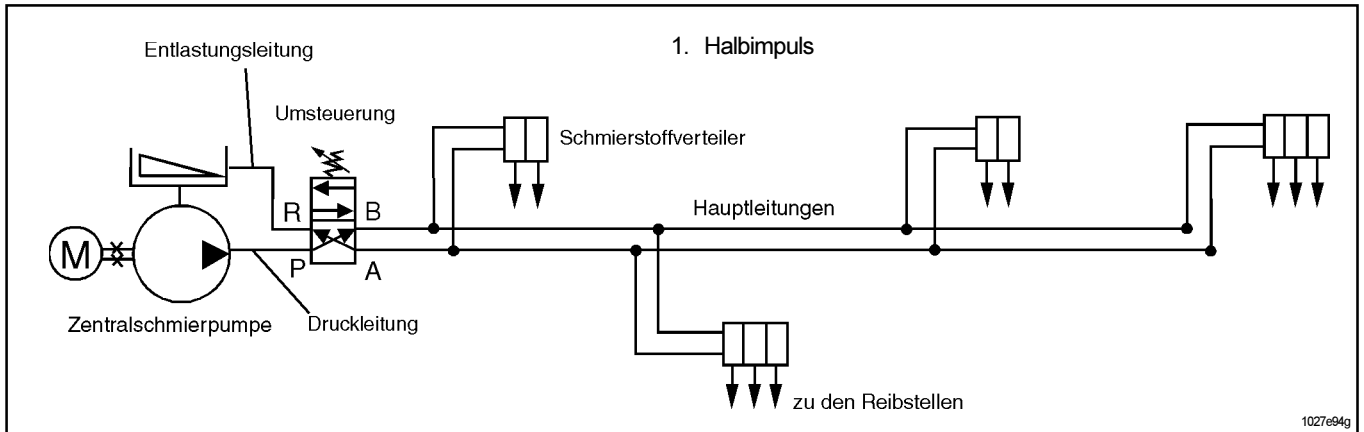 1. Halbimpuls
Entlastungsleitung
Umsteuerung
Schmierstoffverteiler
R
B
Hauptleitungen
M
P
A
Zentralschmierpumpe
Druckleitung
zu den Reibstellen
1027e94g